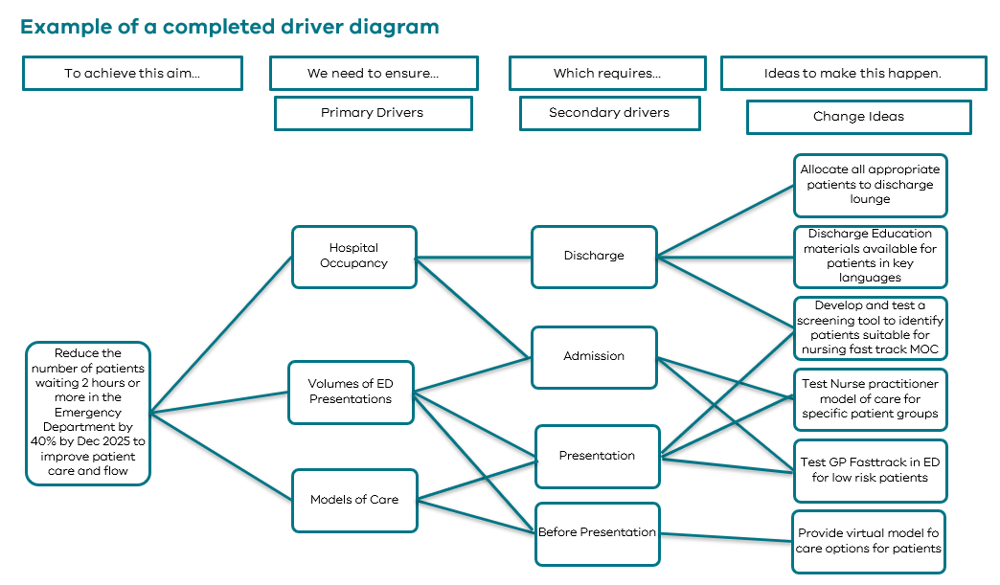 Example of a completed driver diagram
To achieve this aim...
We need to ensure...
Which requires...
Ideas to make this happen.
Primary Drivers
Secondary drivers
Change Ideas
Reduce the
number of patients
waiting 2 hours or
more in the
Emergency
Department by
40% by Dec 2025 to
improve patient
care and flow
Hospital
Occupancy
Volumes of ED
Presentations
Models of Care
Discharge
Admission
Presentation
Before Presentation
Allocate all appropriate
patients to discharge
lounge
Discharge Education
materials available for
patients in key
languages
Develop and test a
screening tool to identify
patients suitable for
nursing fast track MOC
Test Nurse practitioner
model of care for
specific patient groups
Test GP Fasttrack in ED
for low risk patients
Provide virtual model fo
care options for patients